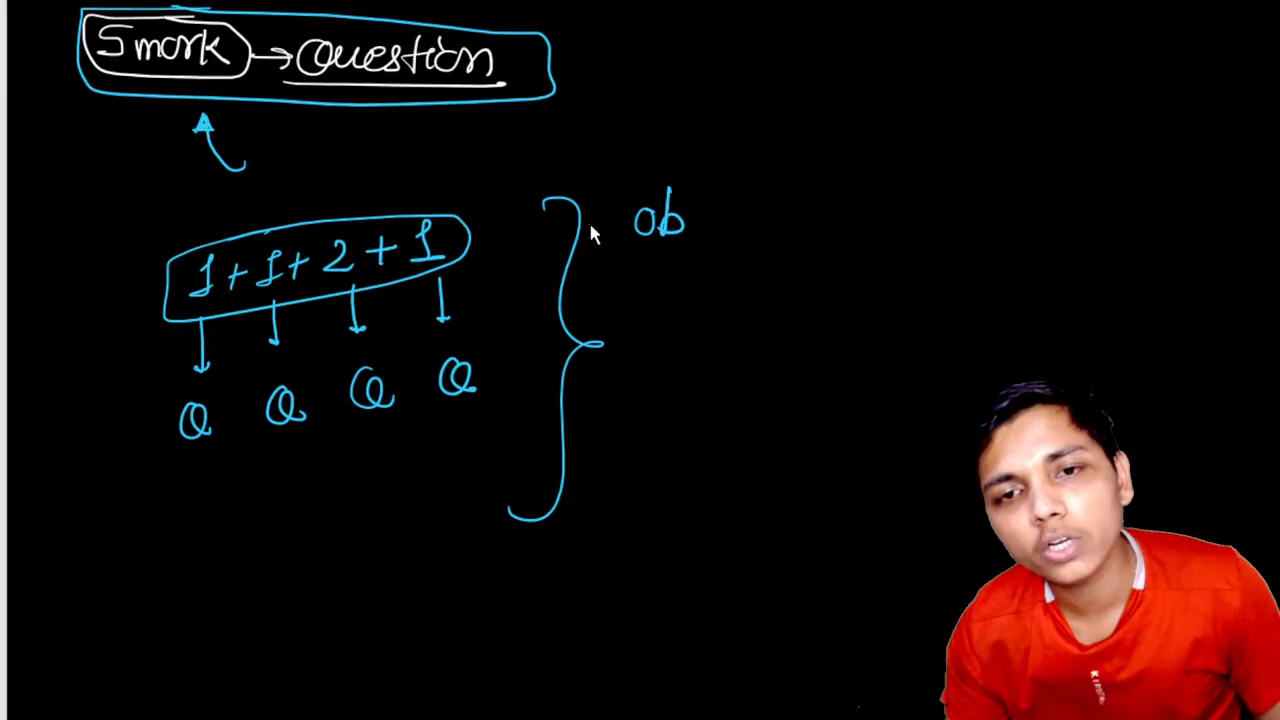 5 mark → Question
ob
1 + 1 + 2 + 1
Q Q Q Q